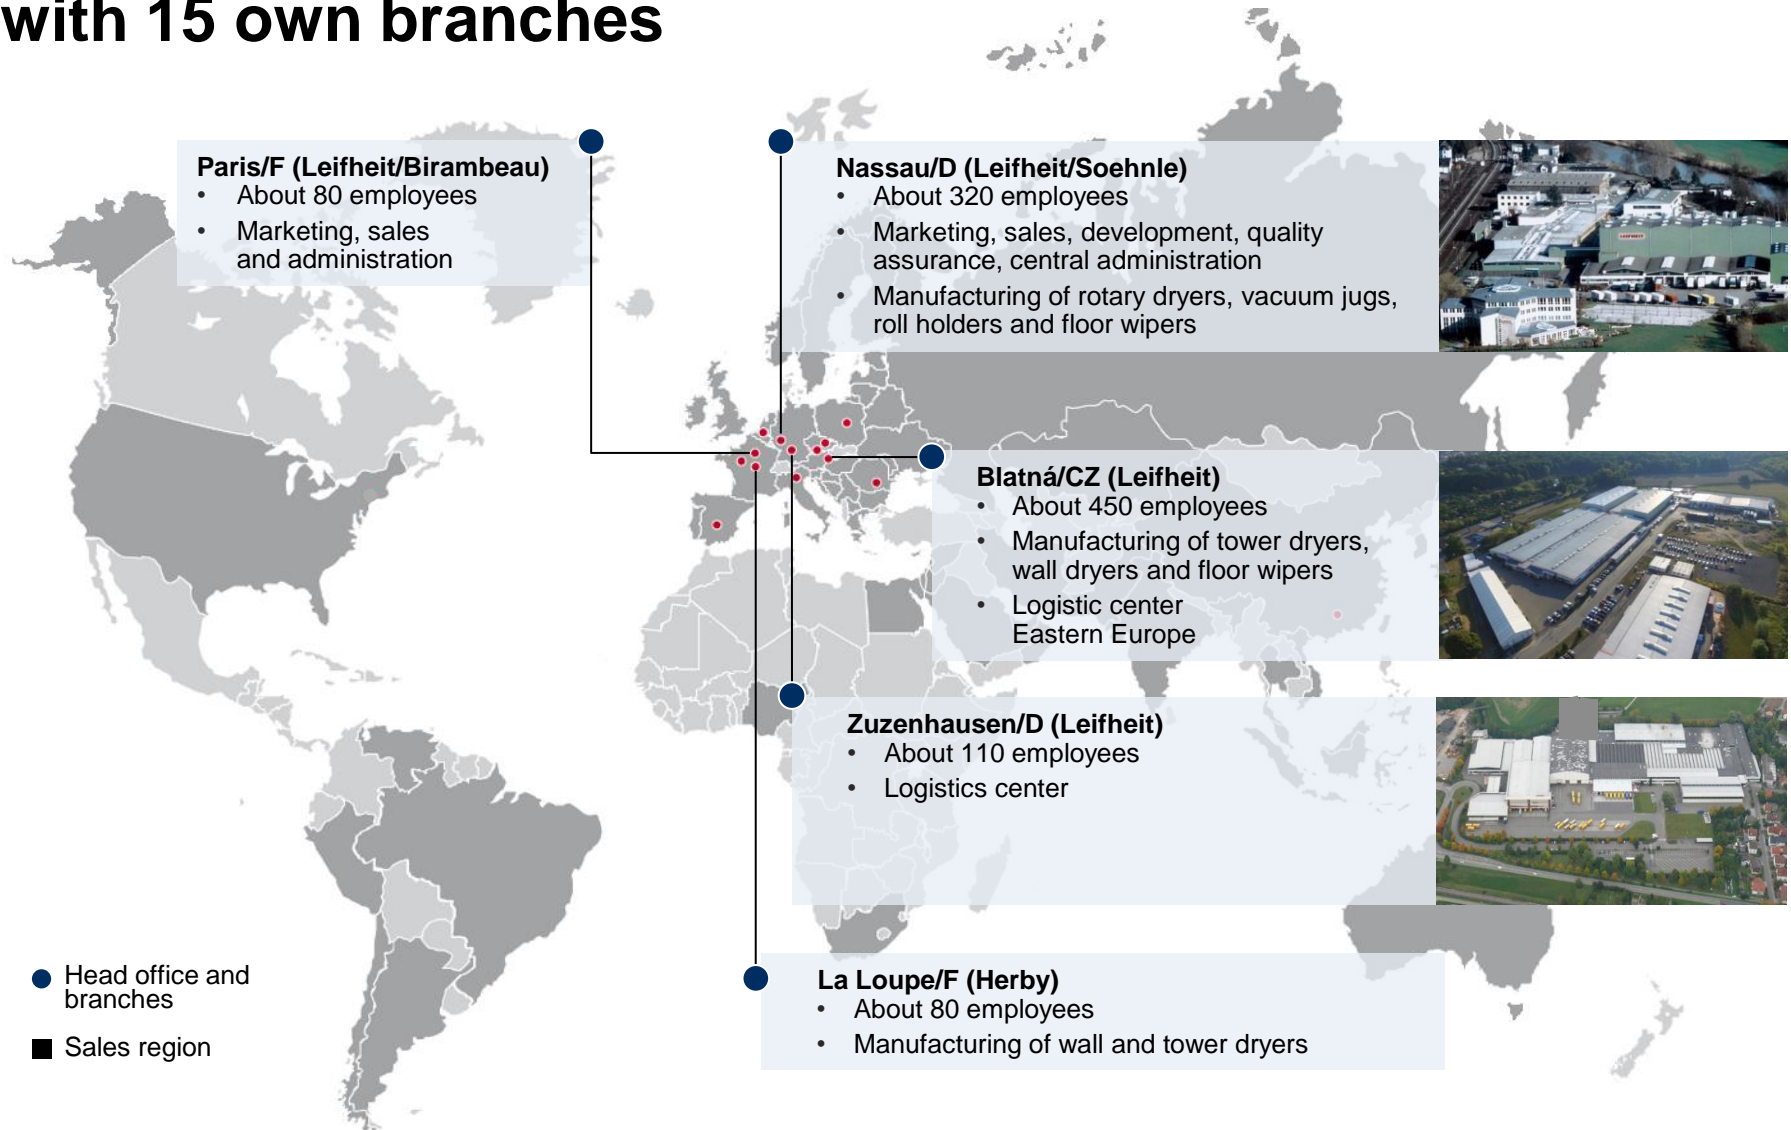 with 15 own branches
Paris/F (Leifheit/Birambeau)
• About 80 employees
• Marketing, sales
and administration
Nassau/D (Leifheit/Soehnle)
• About 320 employees
• Marketing, sales, development, quality
assurance, central administration
• Manufacturing of rotary dryers, vacuum jugs,
roll holders and floor wipers
LEIFHEIT
Blatná/CZ (Leifheit)
• About 450 employees
• Manufacturing of tower dryers,
wall dryers and floor wipers
• Logistic center
Eastern Europe
Zuzenhausen/D (Leifheit)
• About 110 employees
• Logistics center
La Loupe/F (Herby)
• About 80 employees
• Manufacturing of wall and tower dryers
Head office and
branches
Sales region